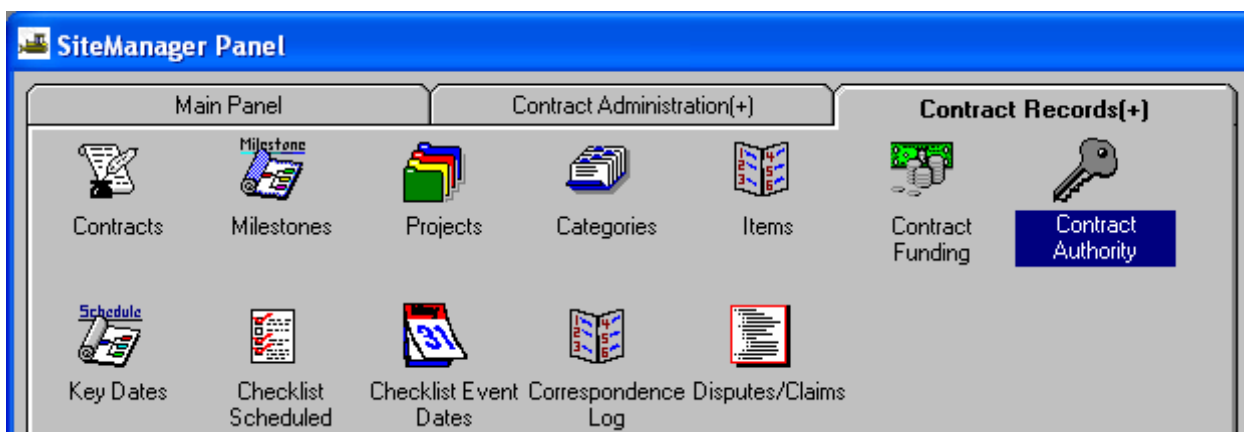 SiteManager Panel
Main Panel
Contract Administration(+)
Contract Records(+)
Milestone
Contracts
Milestones
Projects
Categories
Items
Contract
Funding
Contract
Authority
Schedule
31
Key Dates
Checklist
Scheduled
Checklist Event
Dates
Correspondence
Log
Disputes/Claims